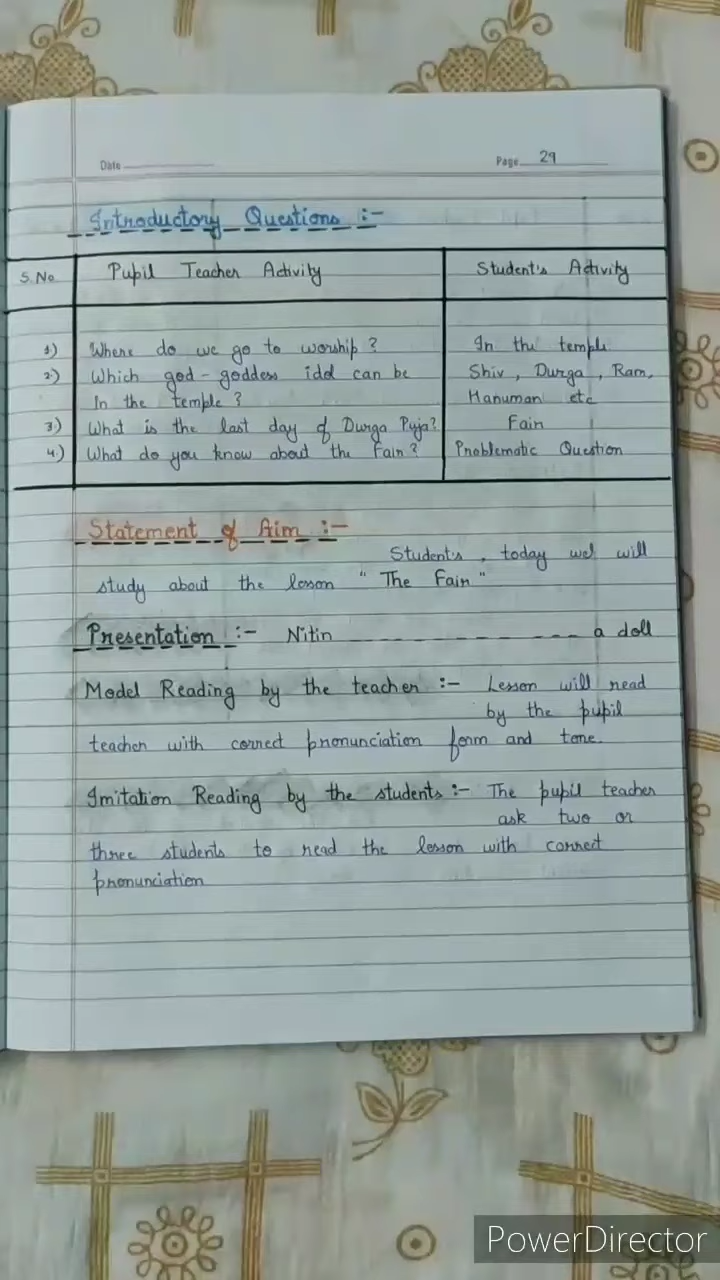 Date
Page 29
Introductory Questions :-
S.No Pupil Teacher Activity Student's Activity
1.) Where do we go to worship ? In the temple
2.) Which god - goddess idol can be Shiv , Durga , Ram,
In the temple ? Hanuman etc
3.) What is the last day of Durga Puja? Fair
4.) What do you know about the Fair ? Problematic Question
Statement of Aim :-
Student's , today we will
study about the lesson " The Fair "
Presentation :- Nitin _ _ _ _ _ _ _ _ _ _ _ _ a doll
Model Reading by the teacher :- Lesson will read
by the pupil
teacher with correct pronunciation form and tone.
Imitation Reading by the students :- The pupil teacher
ask two or
three students to read the lesson with correct
pronunciation
PowerDirector